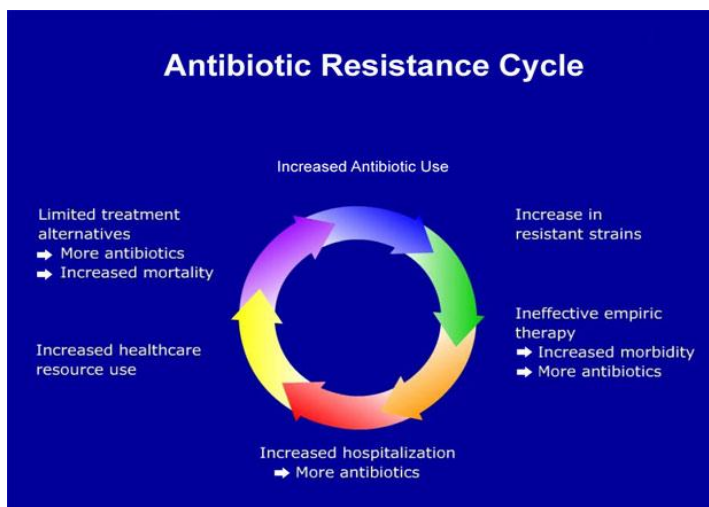 Antibiotic Resistance Cycle
Increased Antibiotic Use
Increase in
resistant strains
Ineffective empiric
therapy
➡ Increased morbidity
➡ More antibiotics
Increased hospitalization
➡ More antibiotics
Increased healthcare
resource use
Limited treatment
alternatives
➡ More antibiotics
➡ Increased mortality